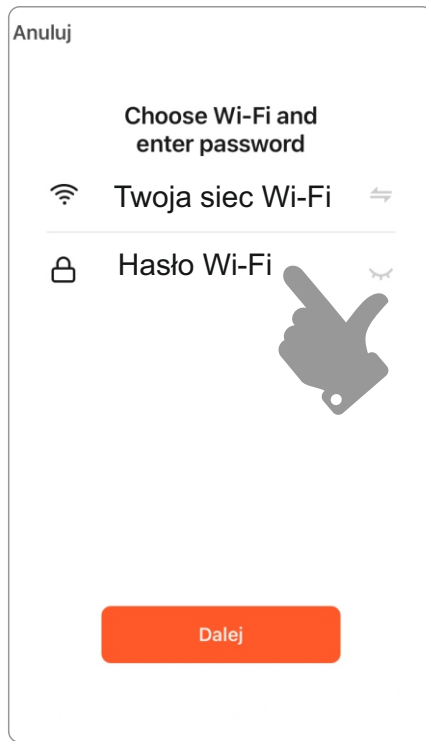 Anuluj
Choose Wi-Fi and
enter password
Twoja siec Wi-Fi
Hasło Wi-Fi
Dalej